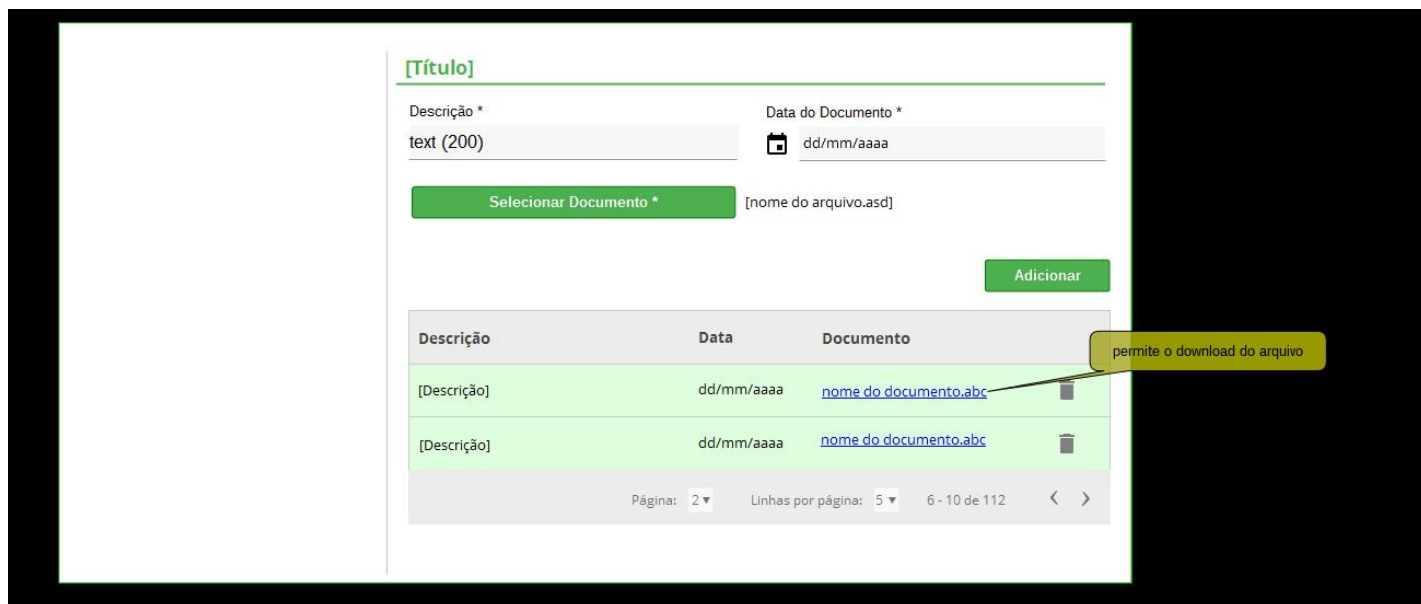 [Título]
Descrição * Data do Documento *
text (200) dd/mm/aaaa
Selecionar Documento * [nome do arquivo.asd]
Adicionar
Descrição Data Documento
permite o download do arquivo
[Descrição] dd/mm/aaaa nome do documento.abc
[Descrição] dd/mm/aaaa nome do documento.abc
Página: 2 ▾ Linhas por página: 5 ▾ 6 - 10 de 112 < >